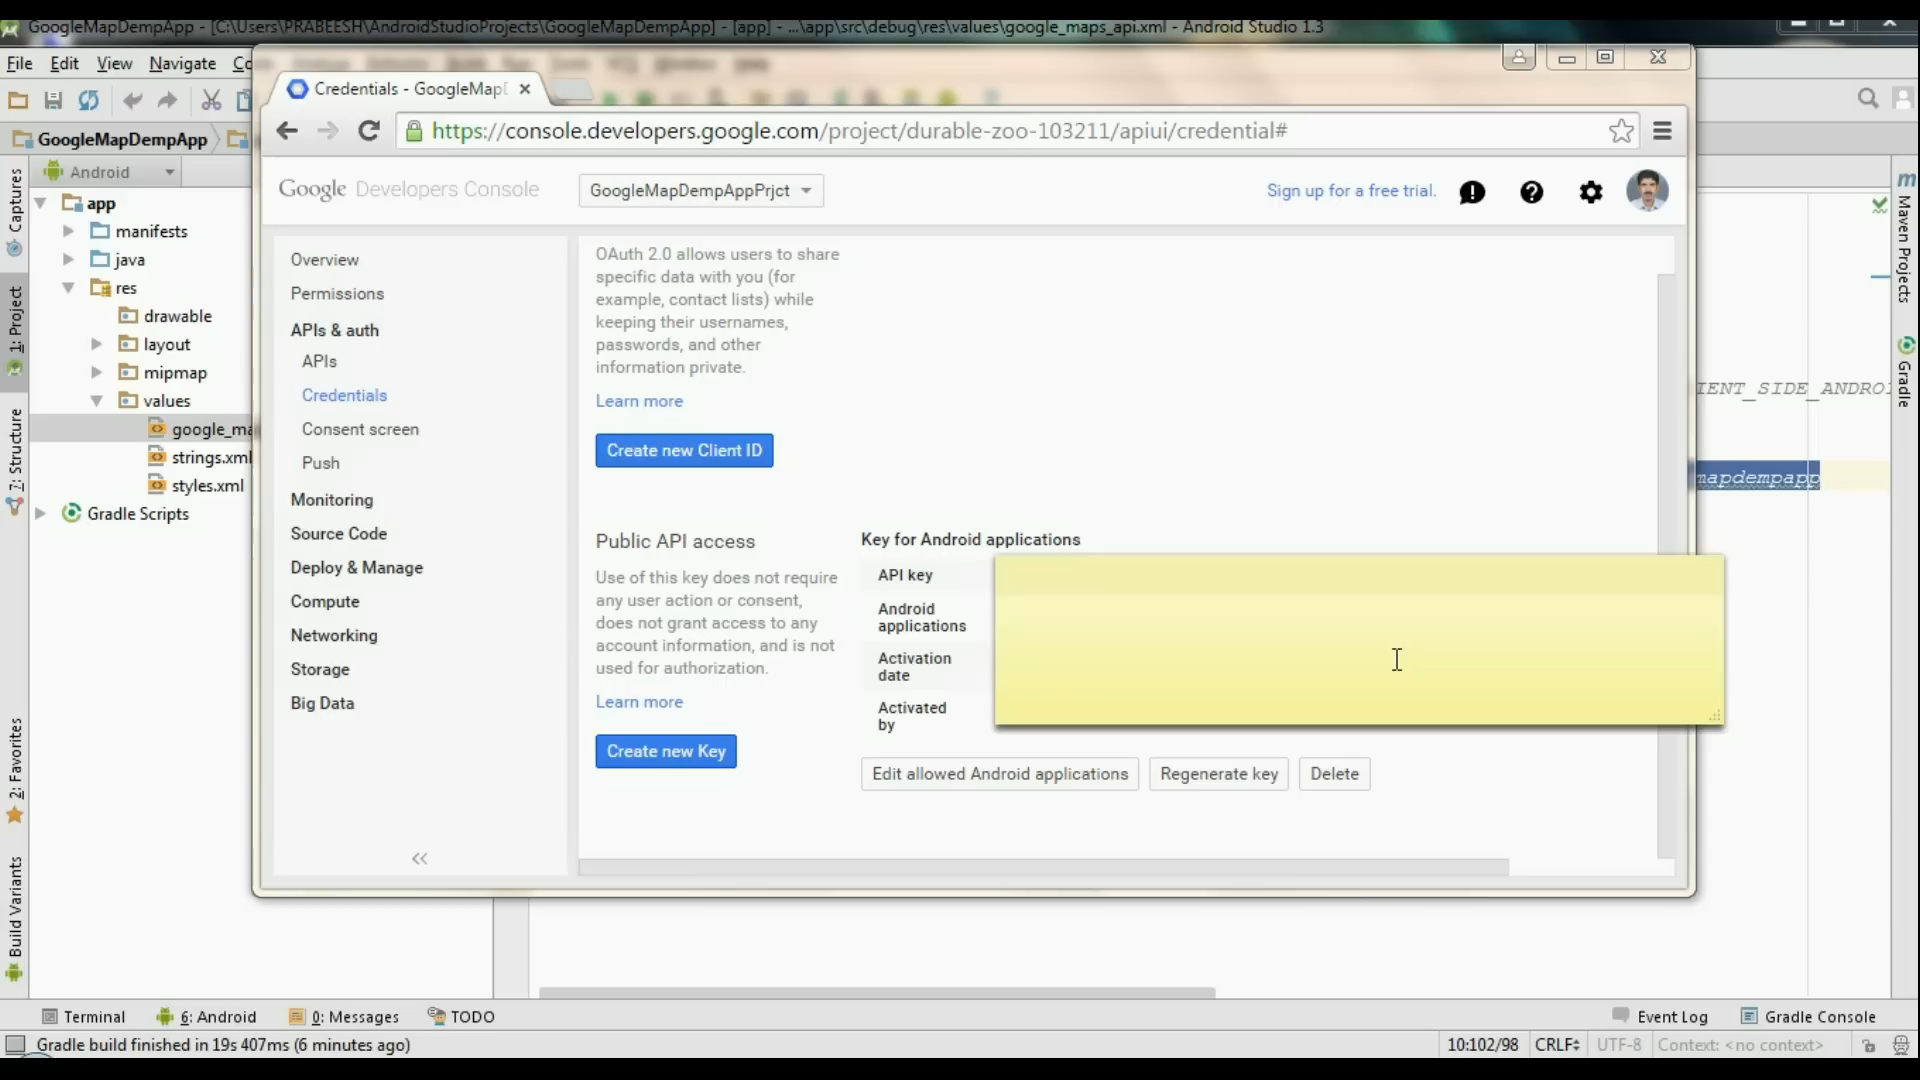 GoogleMapDempApp - [C:\Users\PRABEESH\AndroidStudioProjects\GoogleMapDempApp] - [app] - ...\app\src\debug\res\values\google_maps_api.xml - Android Studio 1.3
File Edit View Navigate Co
Credentials - GoogleMapD
https://console.developers.google.com/project/durable-zoo-103211/apiui/credential#
GoogleMapDempApp
Google Developers Console
GoogleMapDempAppPrjct
Sign up for a free trial.
Android
app
manifests
java
res
drawable
layout
mipmap
values
google_ma
strings.xml
styles.xml
Gradle Scripts
Captures
1: Project
7: Structure
2: Favorites
Build Variants
Overview
Permissions
APIs & auth
APIs
Credentials
Consent screen
Push
Monitoring
Source Code
Deploy & Manage
Compute
Networking
Storage
Big Data
OAuth 2.0 allows users to share
specific data with you (for
example, contact lists) while
keeping their usernames,
passwords, and other
information private.
Learn more
Create new Client ID
Public API access
Use of this key does not require
any user action or consent,
does not grant access to any
account information, and is not
used for authorization.
Learn more
Create new Key
Key for Android applications
API key
Android
applications
Activation
date
Activated
by
Edit allowed Android applications Regenerate key Delete
IENT_SIDE_ANDROI
mapdempapp
m
Maven Projects
Gradle
Terminal 6: Android 0: Messages TODO Event Log Gradle Console
Gradle build finished in 19s 407ms (6 minutes ago) 10:102/98 CRLF UTF-8 Context: <no context>